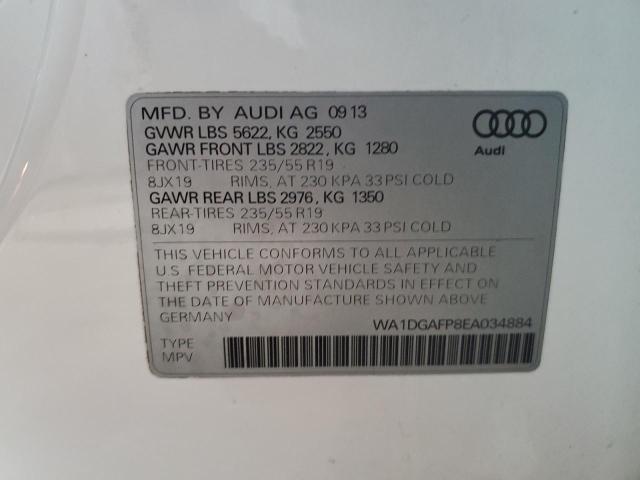 MFD. BY AUDI AG 09 13
GVWR LBS 5622, KG 2550
GAWR FRONT LBS 2822, KG 1280
FRONT-TIRES 235/55 R19
8JX19 RIMS, AT 230 KPA 33 PSI COLD
GAWR REAR LBS 2976, KG 1350
REAR-TIRES 235/55 R19
8JX19 RIMS, AT 230 KPA 33 PSI COLD
Audi
THIS VEHICLE CONFORMS TO ALL APPLICABLE
U.S. FEDERAL MOTOR VEHICLE SAFETY AND
THEFT PREVENTION STANDARDS IN EFFECT ON
THE DATE OF MANUFACTURE SHOWN ABOVE.
GERMANY
WA1DGAFP8EA034884
TYPE
MPV